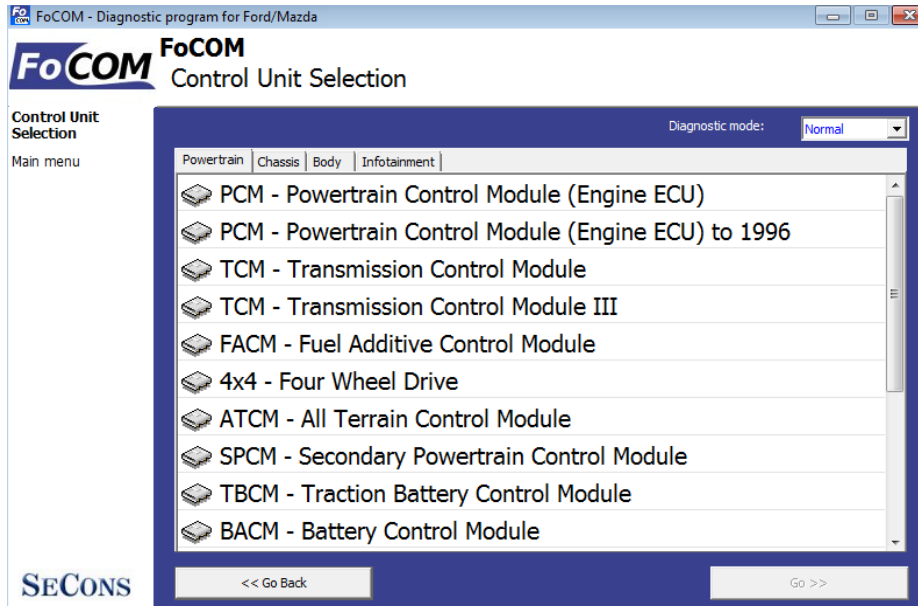 FoCOM - Diagnostic program for Ford/Mazda
FoCOM
FoCOM
Control Unit Selection
Control Unit
Selection
Main menu
Diagnostic mode: Normal
Powertrain Chassis Body Infotainment
PCM - Powertrain Control Module (Engine ECU)
PCM - Powertrain Control Module (Engine ECU) to 1996
TCM - Transmission Control Module
TCM - Transmission Control Module III
FACM - Fuel Additive Control Module
4x4 - Four Wheel Drive
ATCM - All Terrain Control Module
SPCM - Secondary Powertrain Control Module
TBCM - Traction Battery Control Module
BACM - Battery Control Module
SECONS
<< Go Back Go >>